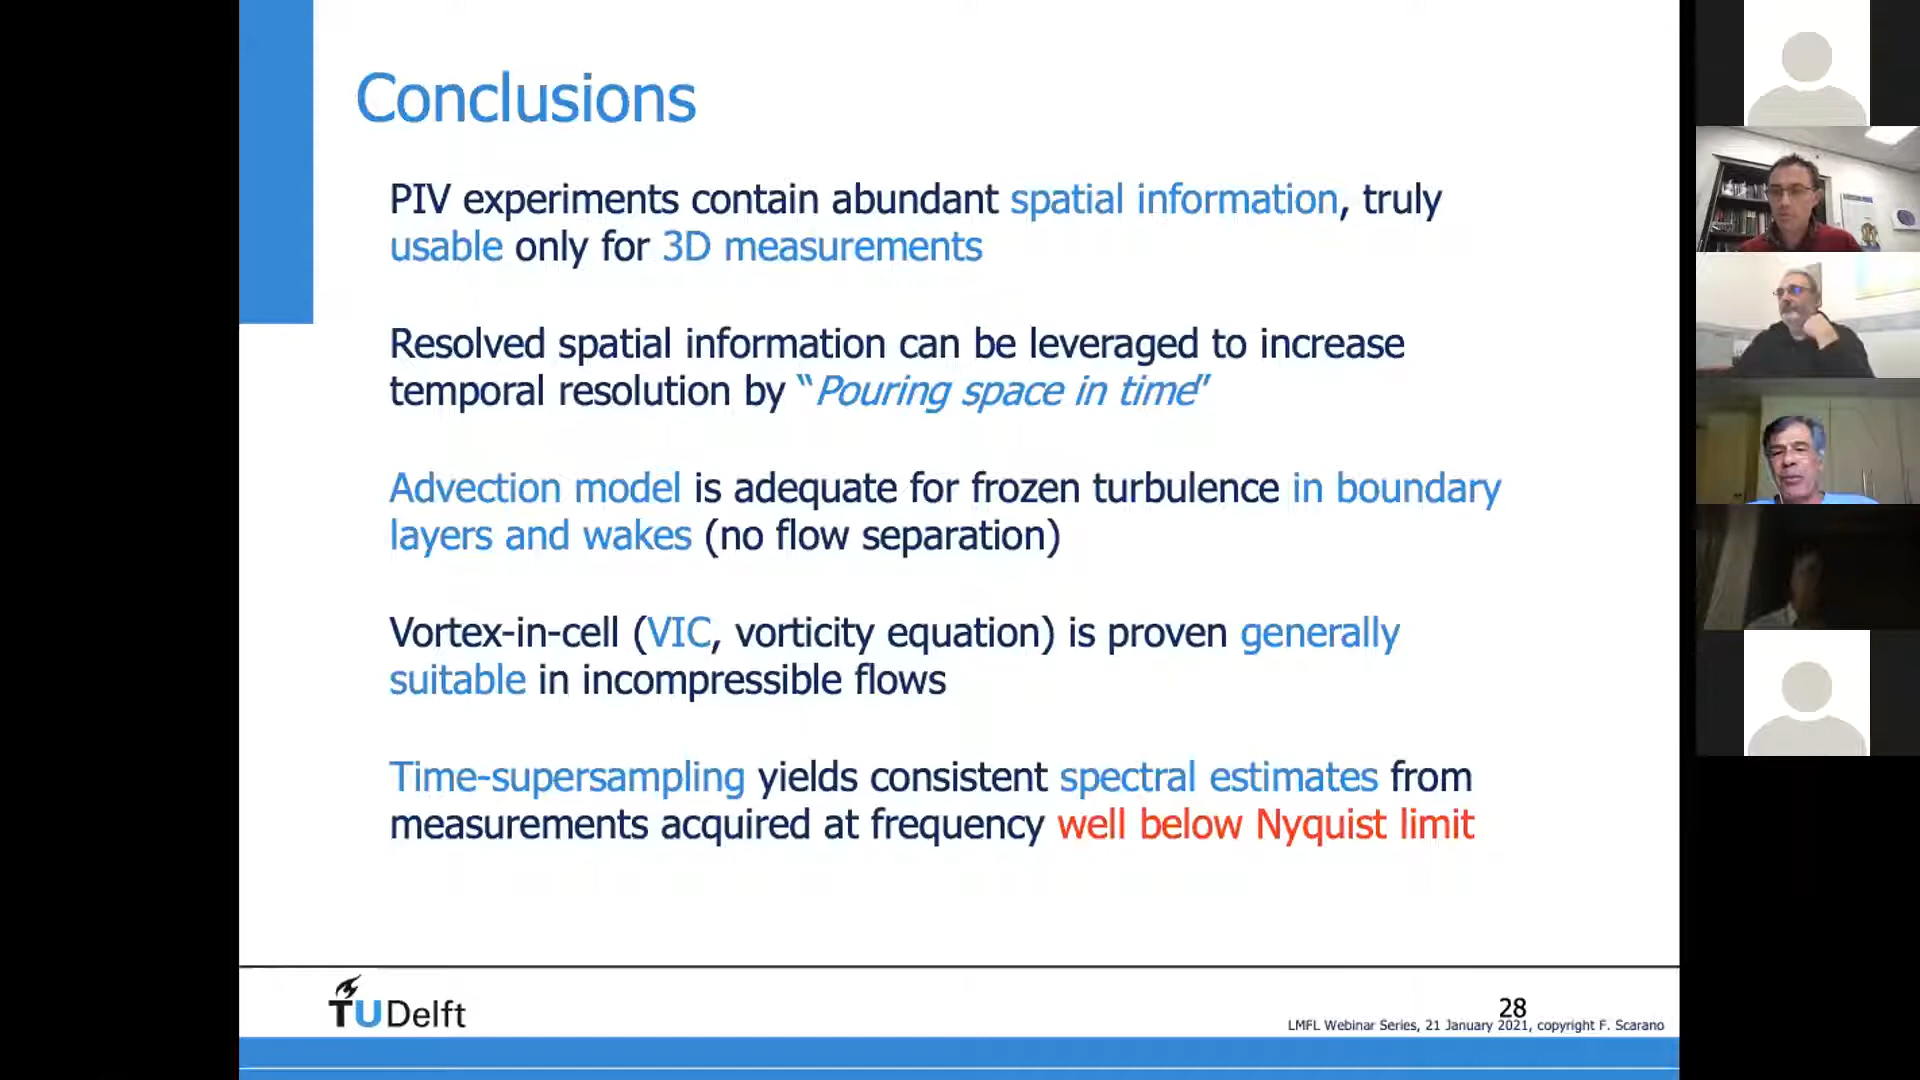 Conclusions
PIV experiments contain abundant spatial information, truly
usable only for 3D measurements
Resolved spatial information can be leveraged to increase
temporal resolution by “Pouring space in time”
Advection model is adequate for frozen turbulence in boundary
layers and wakes (no flow separation)
Vortex-in-cell (VIC, vorticity equation) is proven generally
suitable in incompressible flows
Time-supersampling yields consistent spectral estimates from
measurements acquired at frequency well below Nyquist limit
TUDelft
28
LMFL Webinar Series, 21 January 2021, copyright F. Scarano